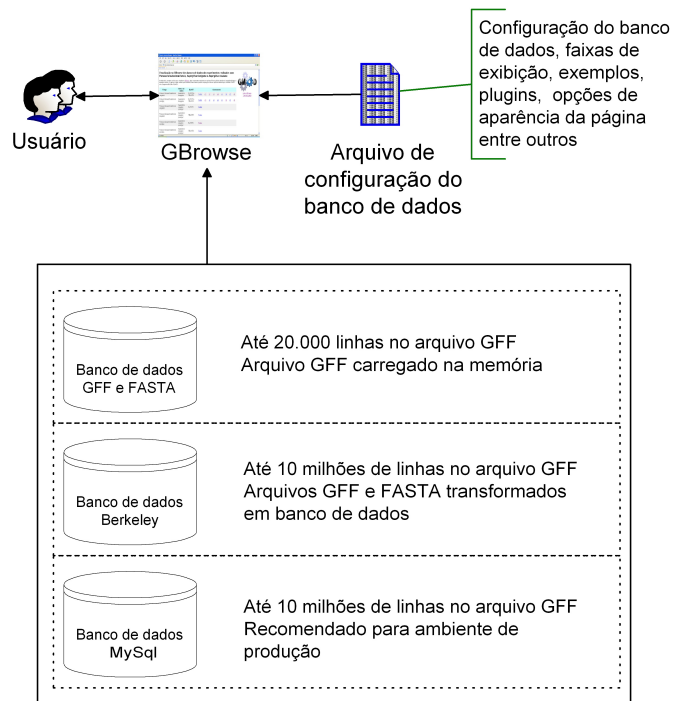 Configuração do banco
de dados, faixas de
exibição, exemplos,
plugins, opções de
aparência da página
entre outros
Usuário
GBrowse
Arquivo de
configuração do
banco de dados
Banco de dados
GFF e FASTA
Até 20.000 linhas no arquivo GFF
Arquivo GFF carregado na memória
Banco de dados
Berkeley
Até 10 milhões de linhas no arquivo GFF
Arquivos GFF e FASTA transformados
em banco de dados
Banco de dados
MySql
Até 10 milhões de linhas no arquivo GFF
Recomendado para ambiente de
produção